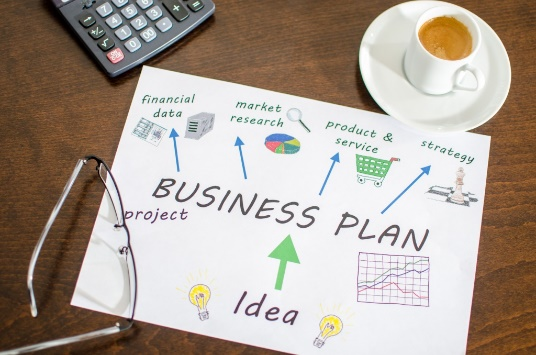 financial
data
market
research
product &
service
strategy
BUSINESS PLAN
project
Idea